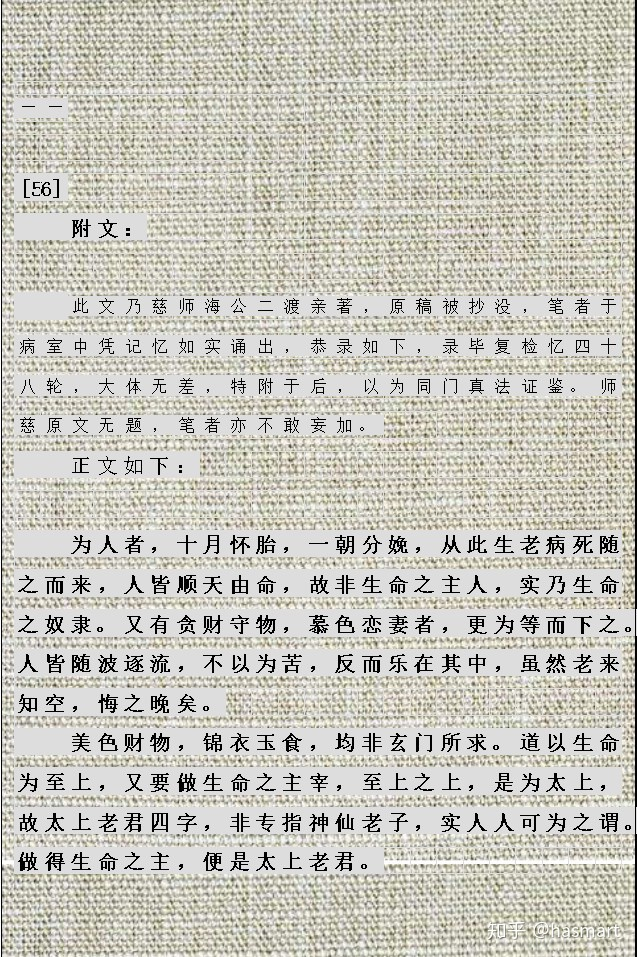 — —
[56]
附文：
此文乃慈师海公二渡亲著，原稿被抄没，笔者于
病室中凭记忆如实诵出，恭录如下，录毕复检忆四十
八轮，大体无差，特附于后，以为同门真法证鉴。师
慈原文无题，笔者亦不敢妄加。
正文如下：
为人者，十月怀胎，一朝分娩，从此生老病死随
之而来，人皆顺天由命，故非生命之主人，实乃生命
之奴隶。又有贪财守物，慕色恋妻者，更为等而下之。
人皆随波逐流，不以为苦，反而乐在其中，虽然老来
知空，悔之晚矣。
美色财物，锦衣玉食，均非玄门所求。道以生命
为至上，又要做生命之主宰，至上之上，是为太上，
故太上老君四字，非专指神仙老子，实人人可为之谓。
做得生命之主，便是太上老君。
知乎 @hasmart